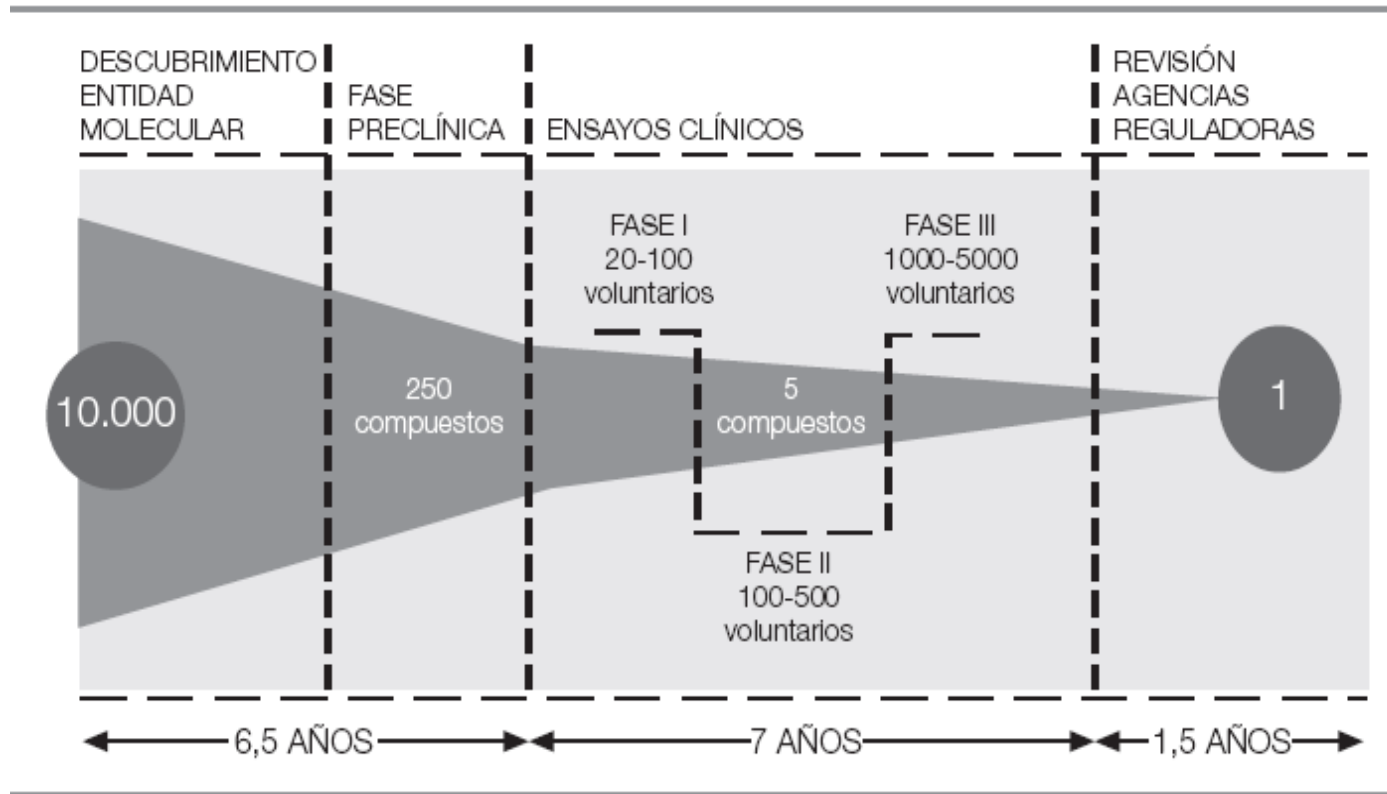 DESCUBRIMIENTO
ENTIDAD
MOLECULAR
FASE
PRECLÍNICA
ENSAYOS CLÍNICOS
REVISIÓN
AGENCIAS
REGULADORAS
FASE I
20-100
voluntarios
FASE III
1000-5000
voluntarios
10.000
250
compuestos
5
compuestos
1
FASE II
100-500
voluntarios
6,5 AÑOS
7 AÑOS
1,5 AÑOS